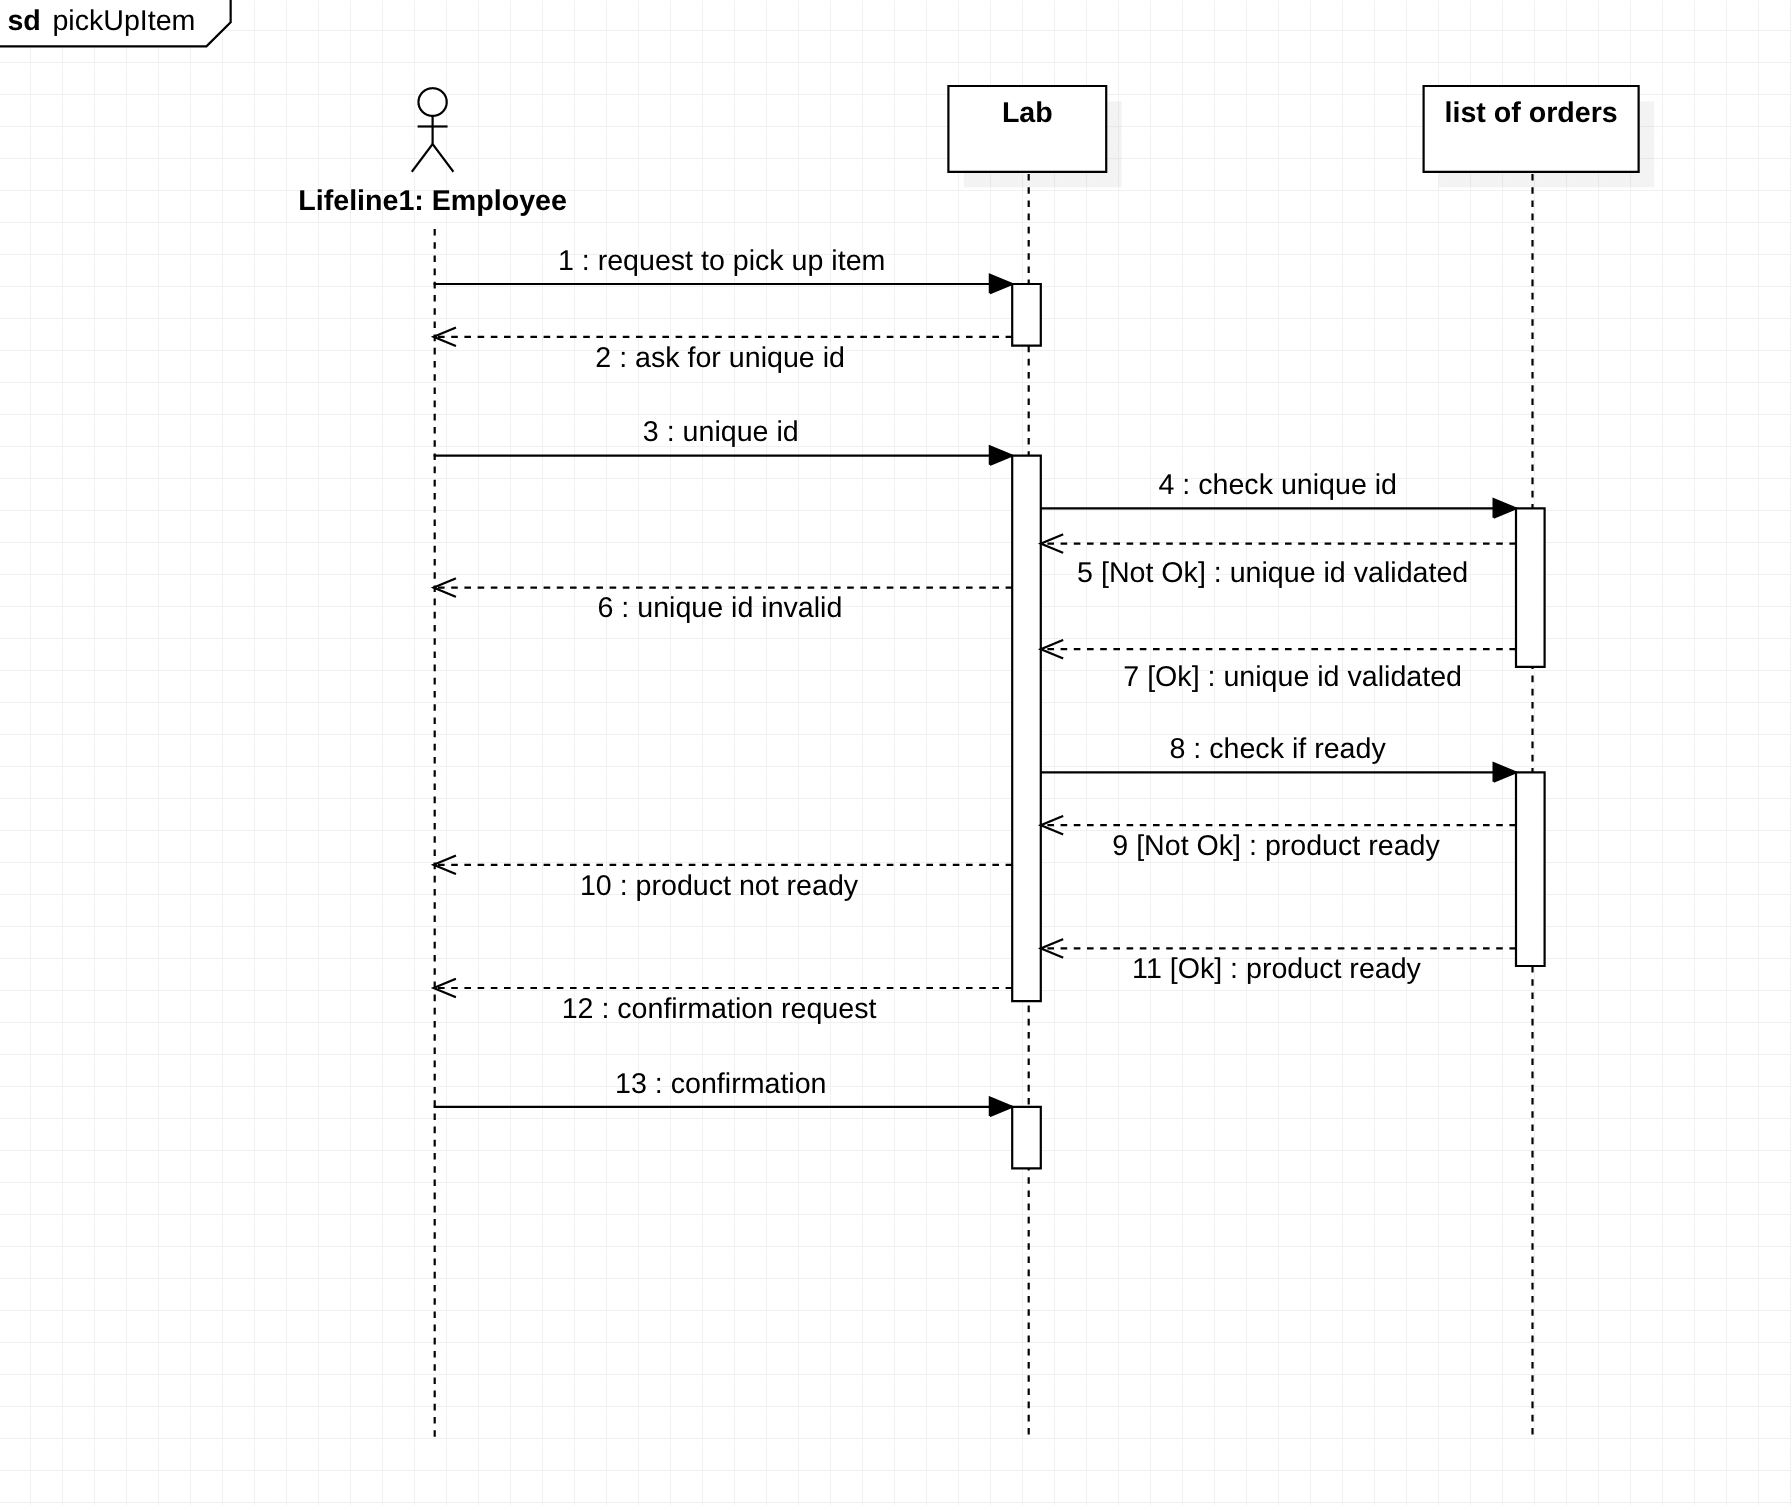 sd pickUpItem
Lab
list of orders
Lifeline1: Employee
1 : request to pick up item
2 : ask for unique id
3 : unique id
4 : check unique id
5 [Not Ok] : unique id validated
6 : unique id invalid
7 [Ok] : unique id validated
8 : check if ready
9 [Not Ok] : product ready
10 : product not ready
11 [Ok] : product ready
12 : confirmation request
13 : confirmation